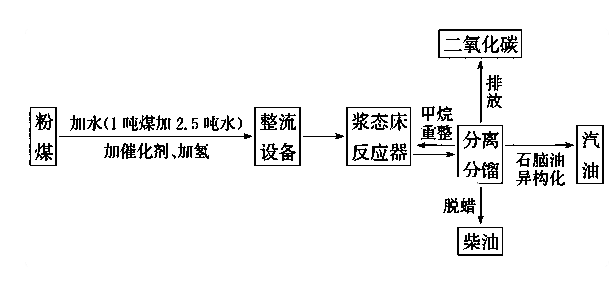 二氧化碳
排放
粉煤
加水(1吨煤加2.5吨水)
加催化剂、加氢
整流
设备
浆态床
反应器
甲烷
重整
分离
分馏
石脑油
异构化
汽油
脱蜡
柴油